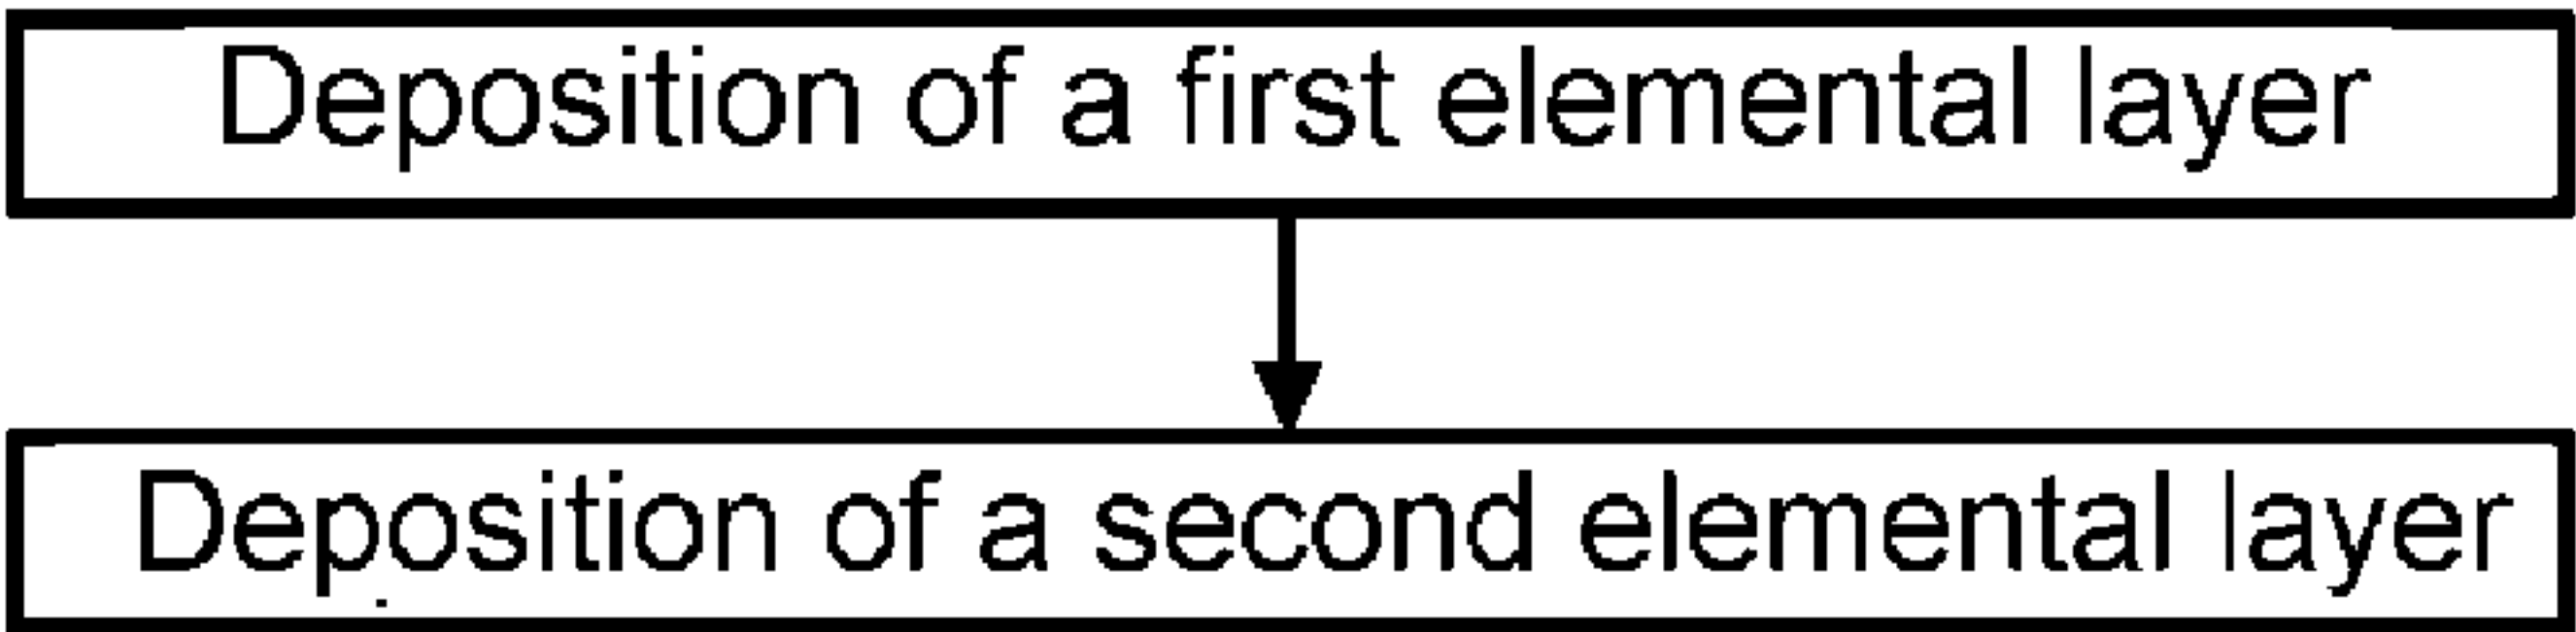 Deposition of a first elemental layer
Deposition of a second elemental layer